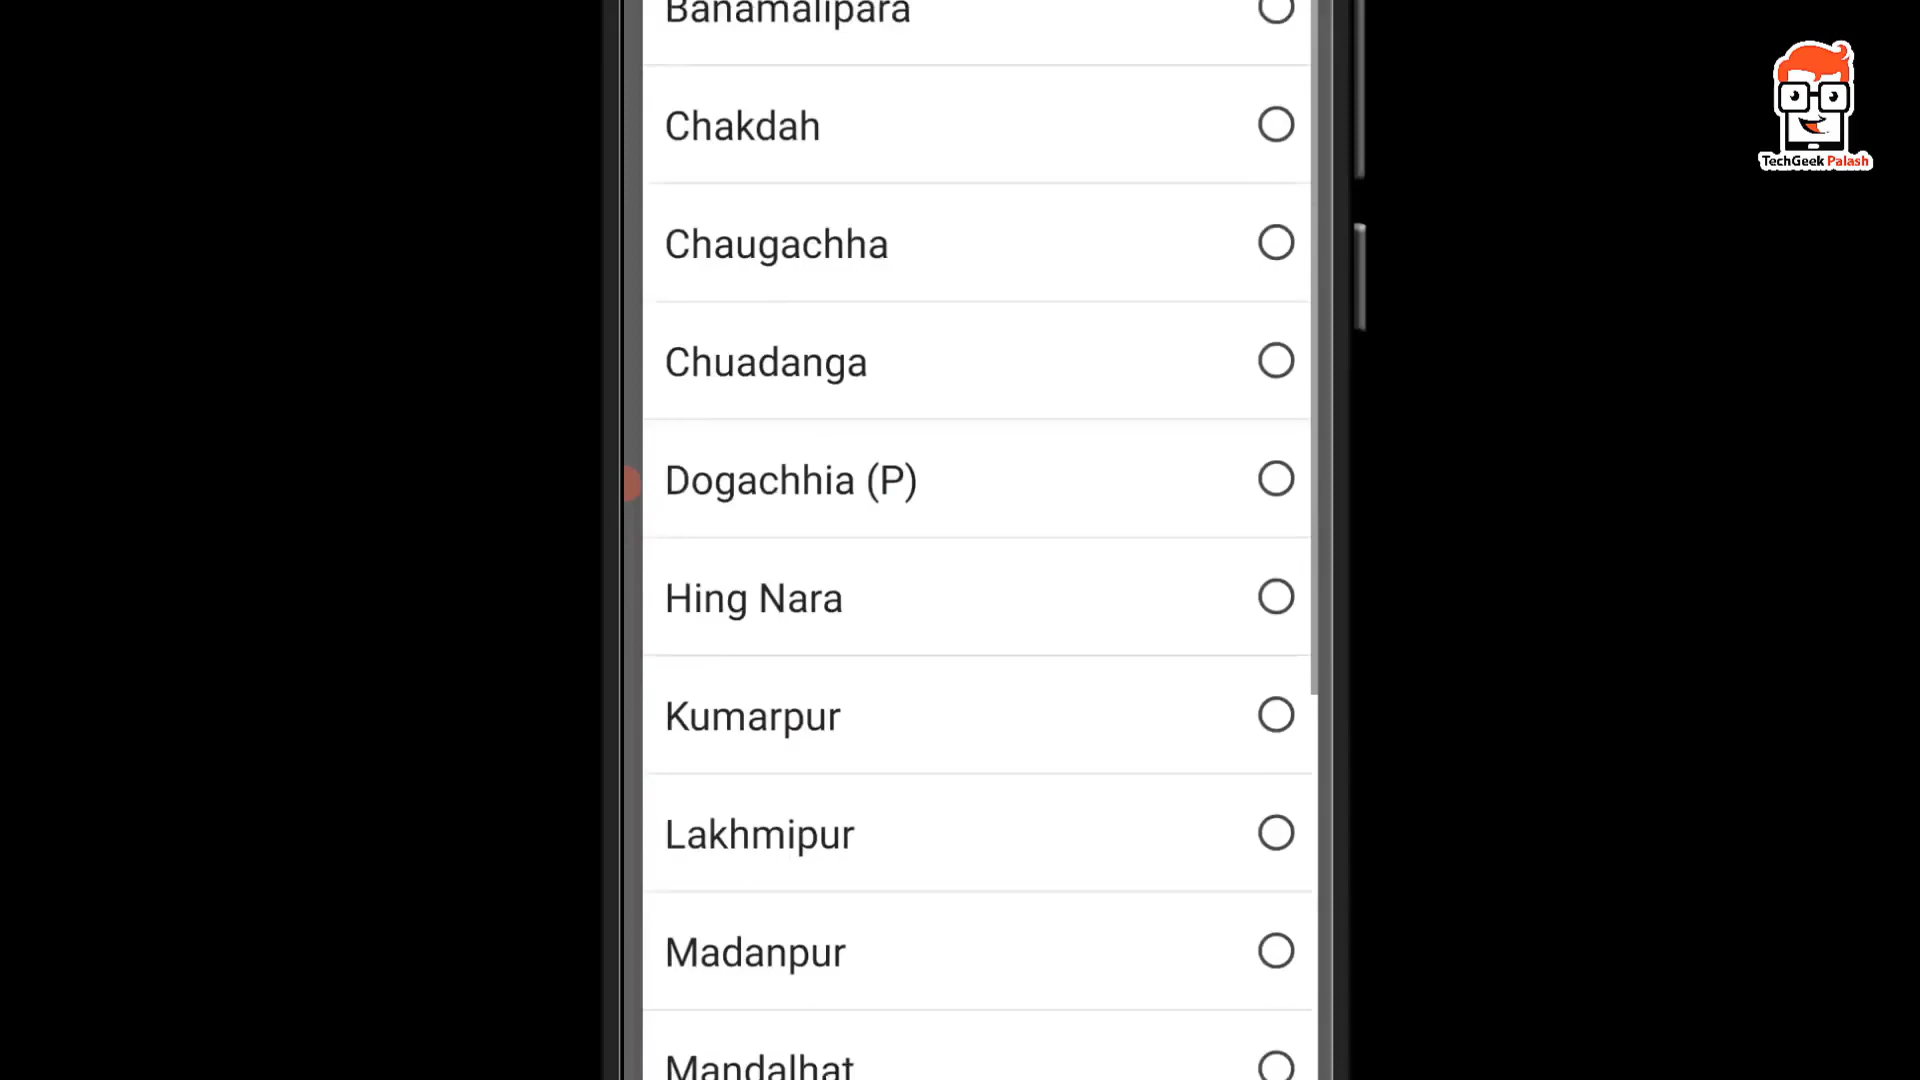 Banamalipara
Chakdah
Chaugachha
Chuadanga
Dogachhia (P)
Hing Nara
Kumarpur
Lakhmipur
Madanpur
Mandalhat
TechGeek Palash